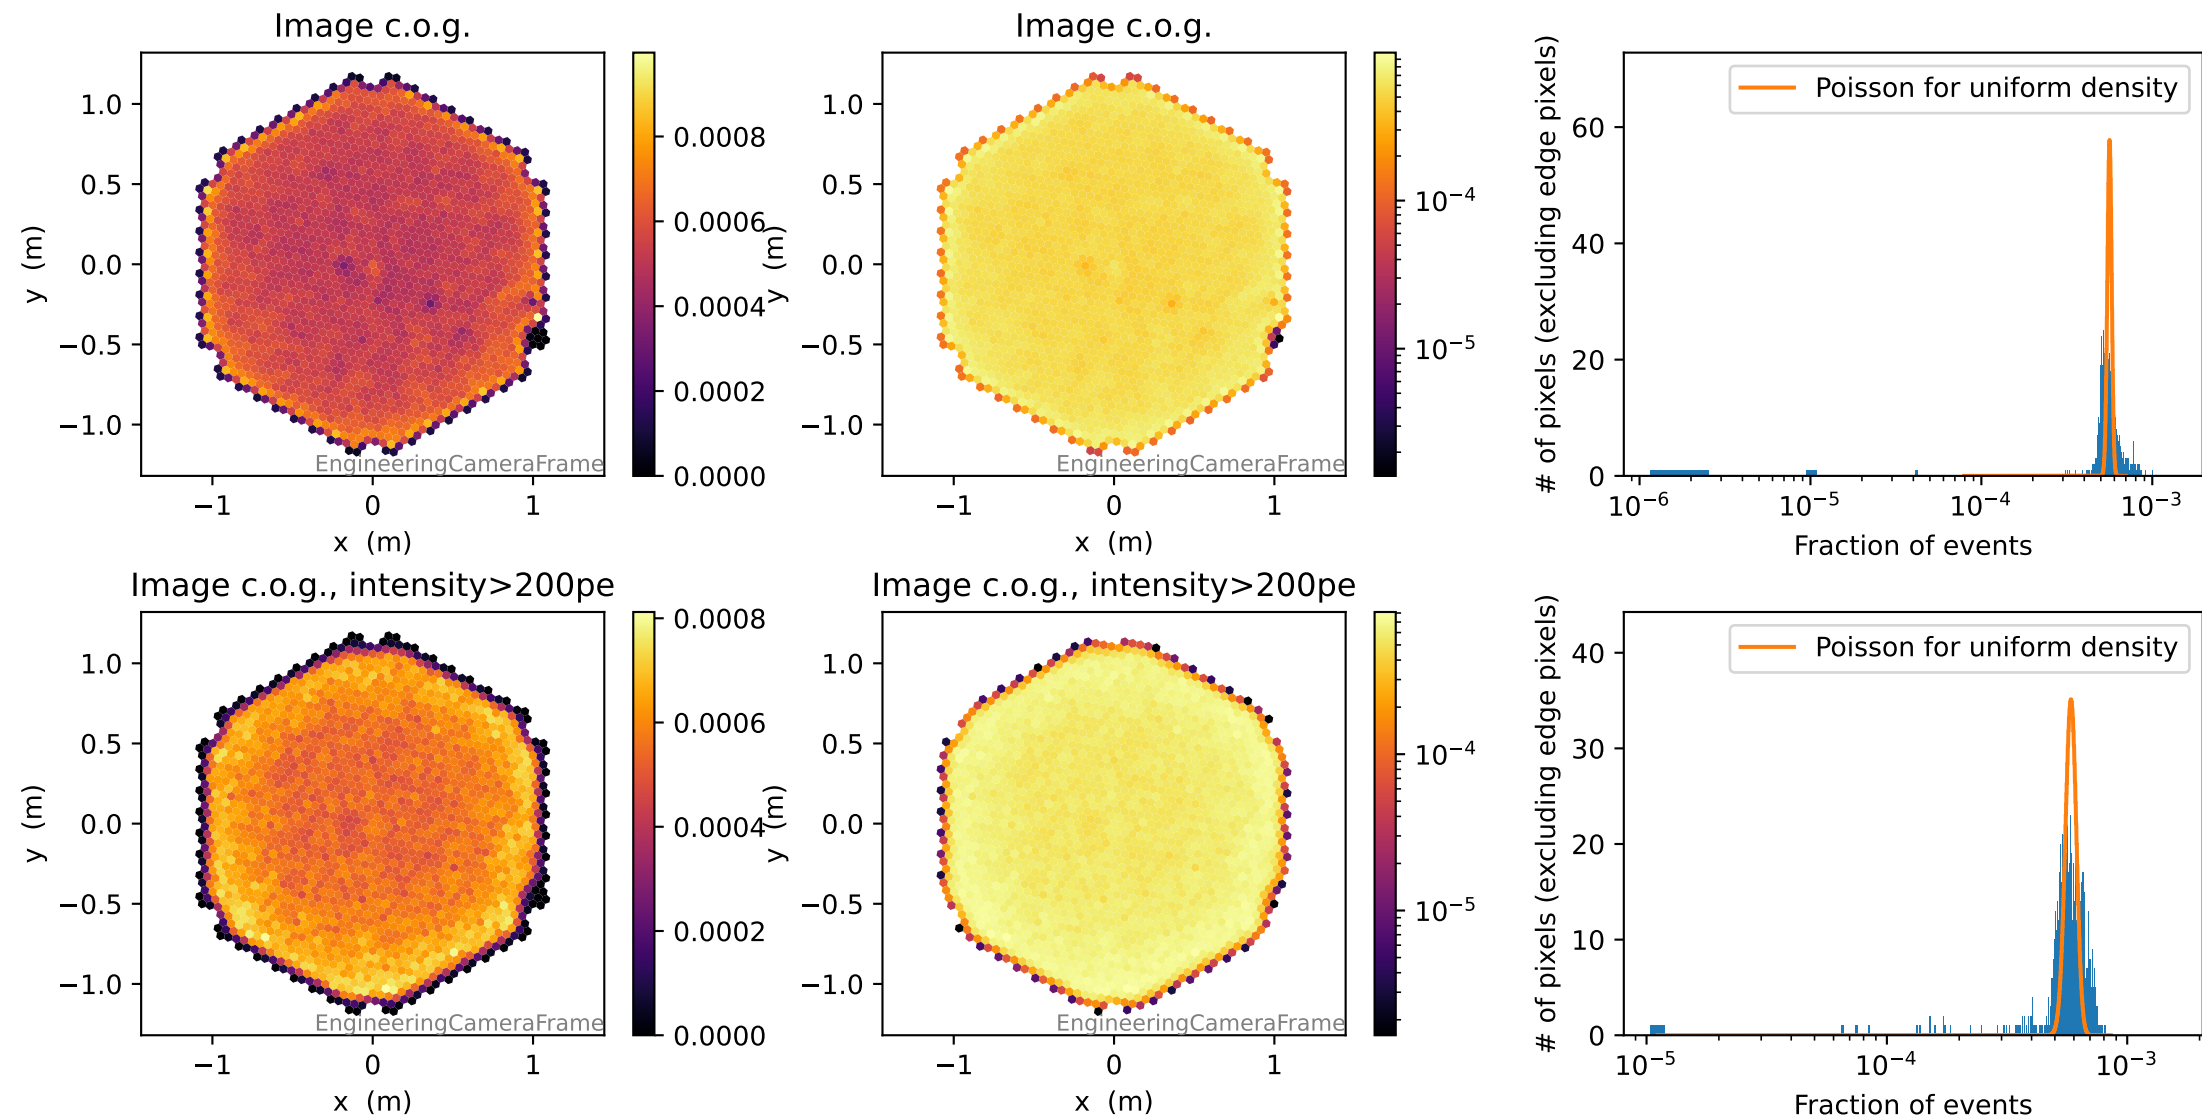 Image c.o.g.
1.0
0.5
0.0
−0.5
−1.0
y (m)
−1
0
1
x (m)
EngineeringCameraFrame
0.0008
0.0006
0.0004
0.0002
0.0000
Image c.o.g.
1.0
0.5
0.0
−0.5
−1.0
y (m)
−1
0
1
x (m)
EngineeringCameraFrame
10−4
10−5
Poisson for uniform density
60
40
20
0
# of pixels (excluding edge pixels)
10−6
10−5
10−4
10−3
Fraction of events
Image c.o.g., intensity>200pe
1.0
0.5
0.0
−0.5
−1.0
y (m)
−1
0
1
x (m)
EngineeringCameraFrame
0.0008
0.0006
0.0004
0.0002
0.0000
Image c.o.g., intensity>200pe
1.0
0.5
0.0
−0.5
−1.0
y (m)
−1
0
1
x (m)
EngineeringCameraFrame
10−4
10−5
Poisson for uniform density
40
30
20
10
0
# of pixels (excluding edge pixels)
10−5
10−4
10−3
Fraction of events